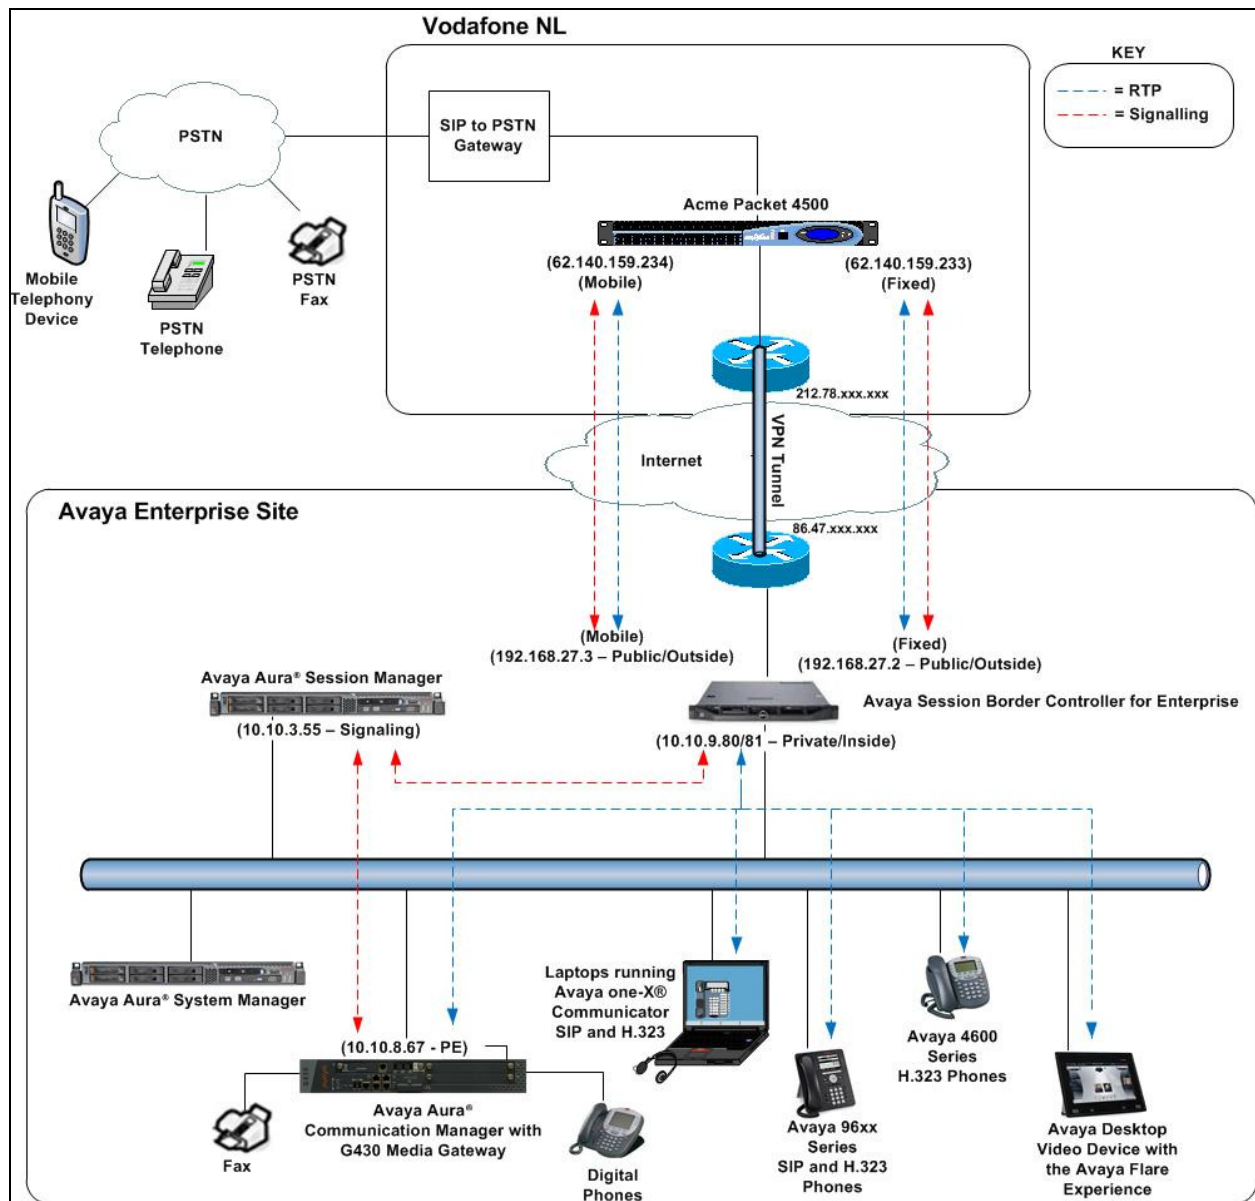 Vodafone NL
KEY
= RTP
= Signalling
SIP to PSTN
Gateway
PSTN
Acme Packet 4500
Mobile
Telephony
Device
PSTN
Telephone
PSTN
Fax
(62.140.159.234)
(Mobile)
(62.140.159.233)
(Fixed)
212.78.xxx.xxx
Internet
VPN Tunnel
86.47.xxx.xxx
Avaya Enterprise Site
(Mobile)
(192.168.27.3 – Public/Outside)
(Fixed)
(192.168.27.2 – Public/Outside)
Avaya Aura® Session Manager
(10.10.3.55 – Signaling)
Avaya Session Border Controller for Enterprise
(10.10.9.80/81 – Private/Inside)
Avaya Aura® System Manager
Laptops running
Avaya one-X®
Communicator
SIP and H.323
(10.10.8.67 - PE)
Avaya Aura®
Communication Manager with
G430 Media Gateway
Fax
Digital
Phones
Avaya 96xx
Series
SIP and H.323
Phones
Avaya 4600
Series
H.323 Phones
Avaya Desktop
Video Device with
the Avaya Flare
Experience